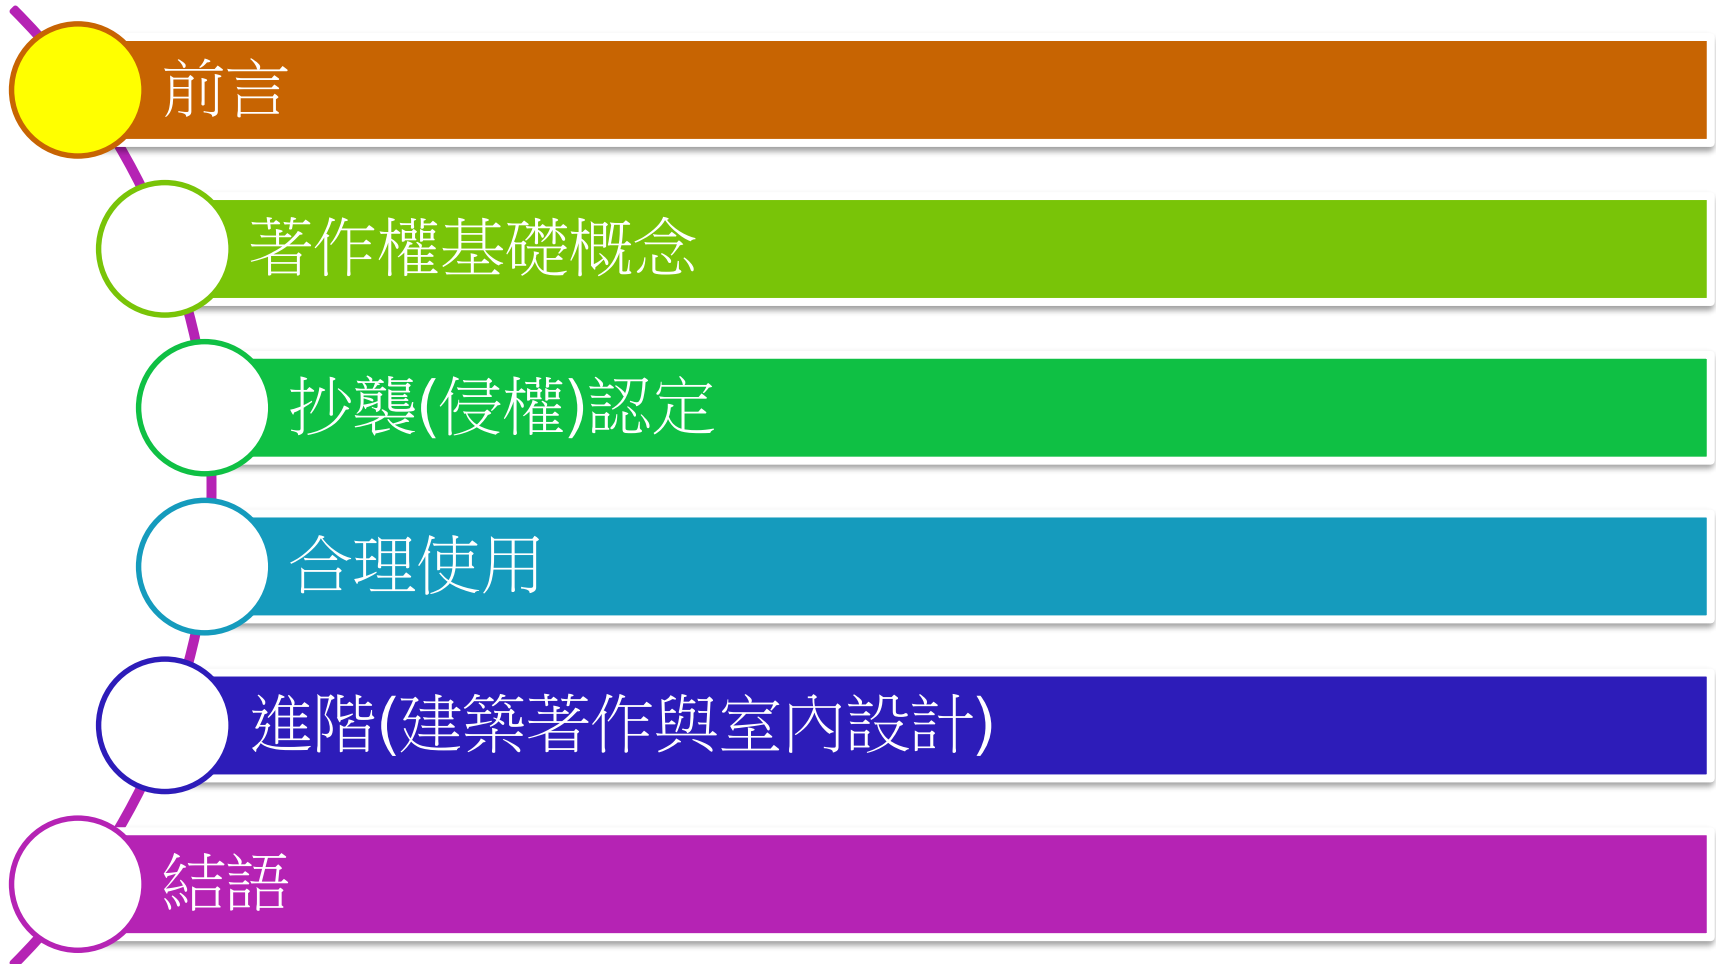 前言
著作權基礎概念
抄襲(侵權)認定
合理使用
進階(建築著作與室內設計)
結語